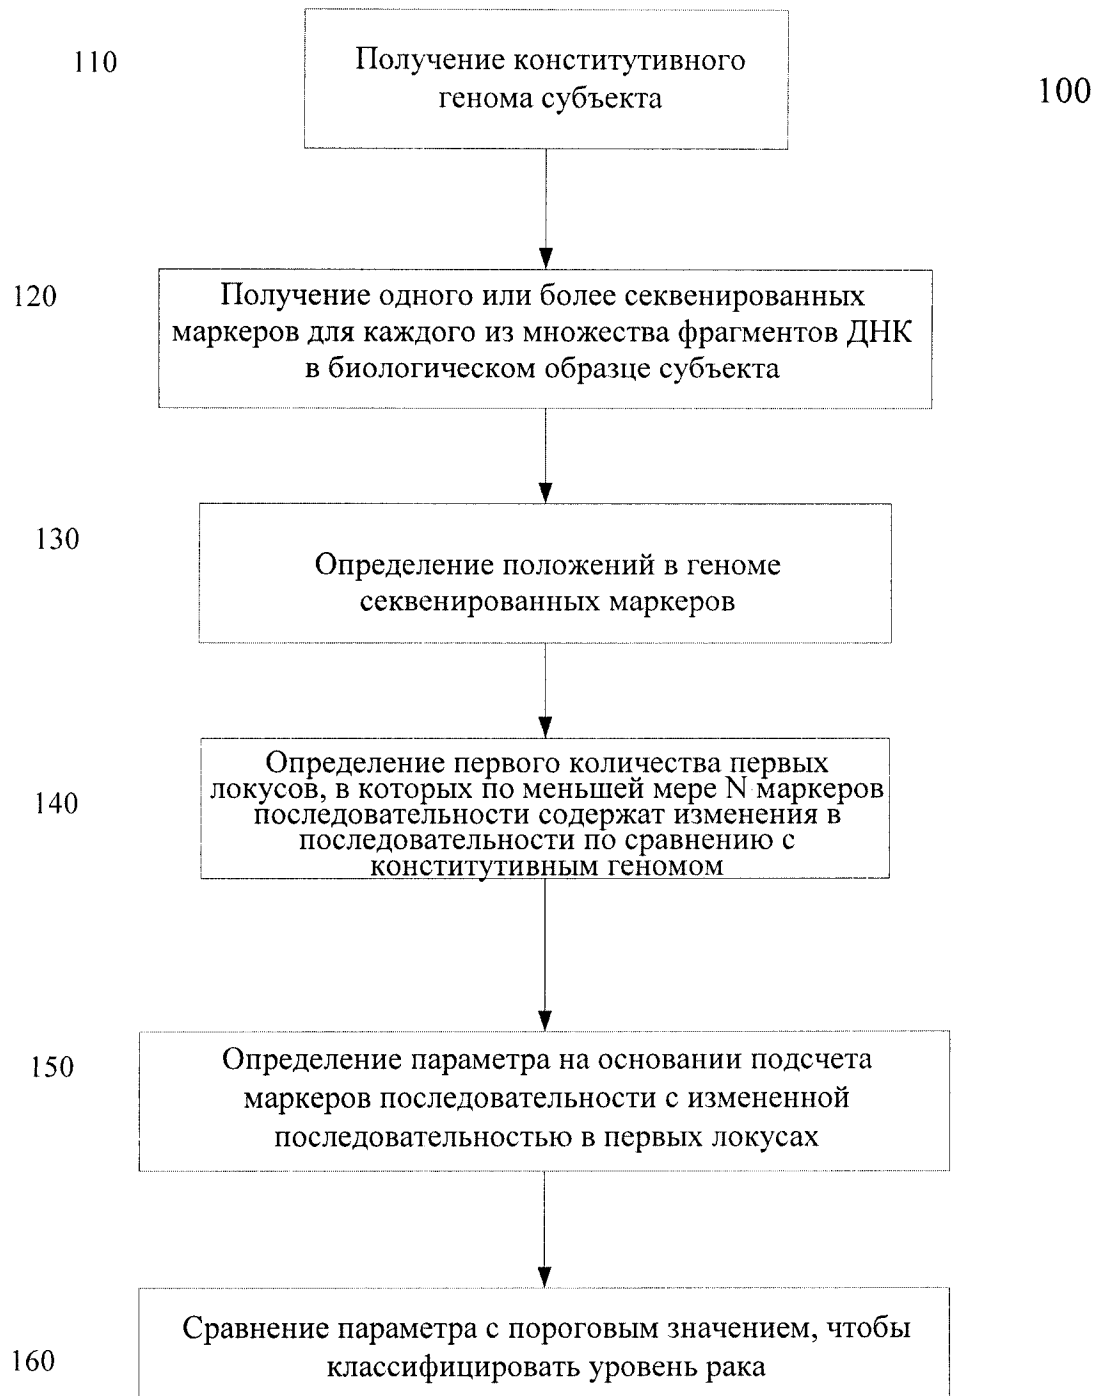 110
Получение конститутивного
генома субъекта
100
120
Получение одного или более секвенированных
маркеров для каждого из множества фрагментов ДНК
в биологическом образце субъекта
130
Определение положений в геноме
секвенированных маркеров
140
Определение первого количества первых
локусов, в которых по меньшей мере N маркеров
последовательности содержат изменения в
последовательности по сравнению с
конститутивным геномом
150
Определение параметра на основании подсчета
маркеров последовательности с измененной
последовательностью в первых локусах
160
Сравнение параметра с пороговым значением, чтобы
классифицировать уровень рака